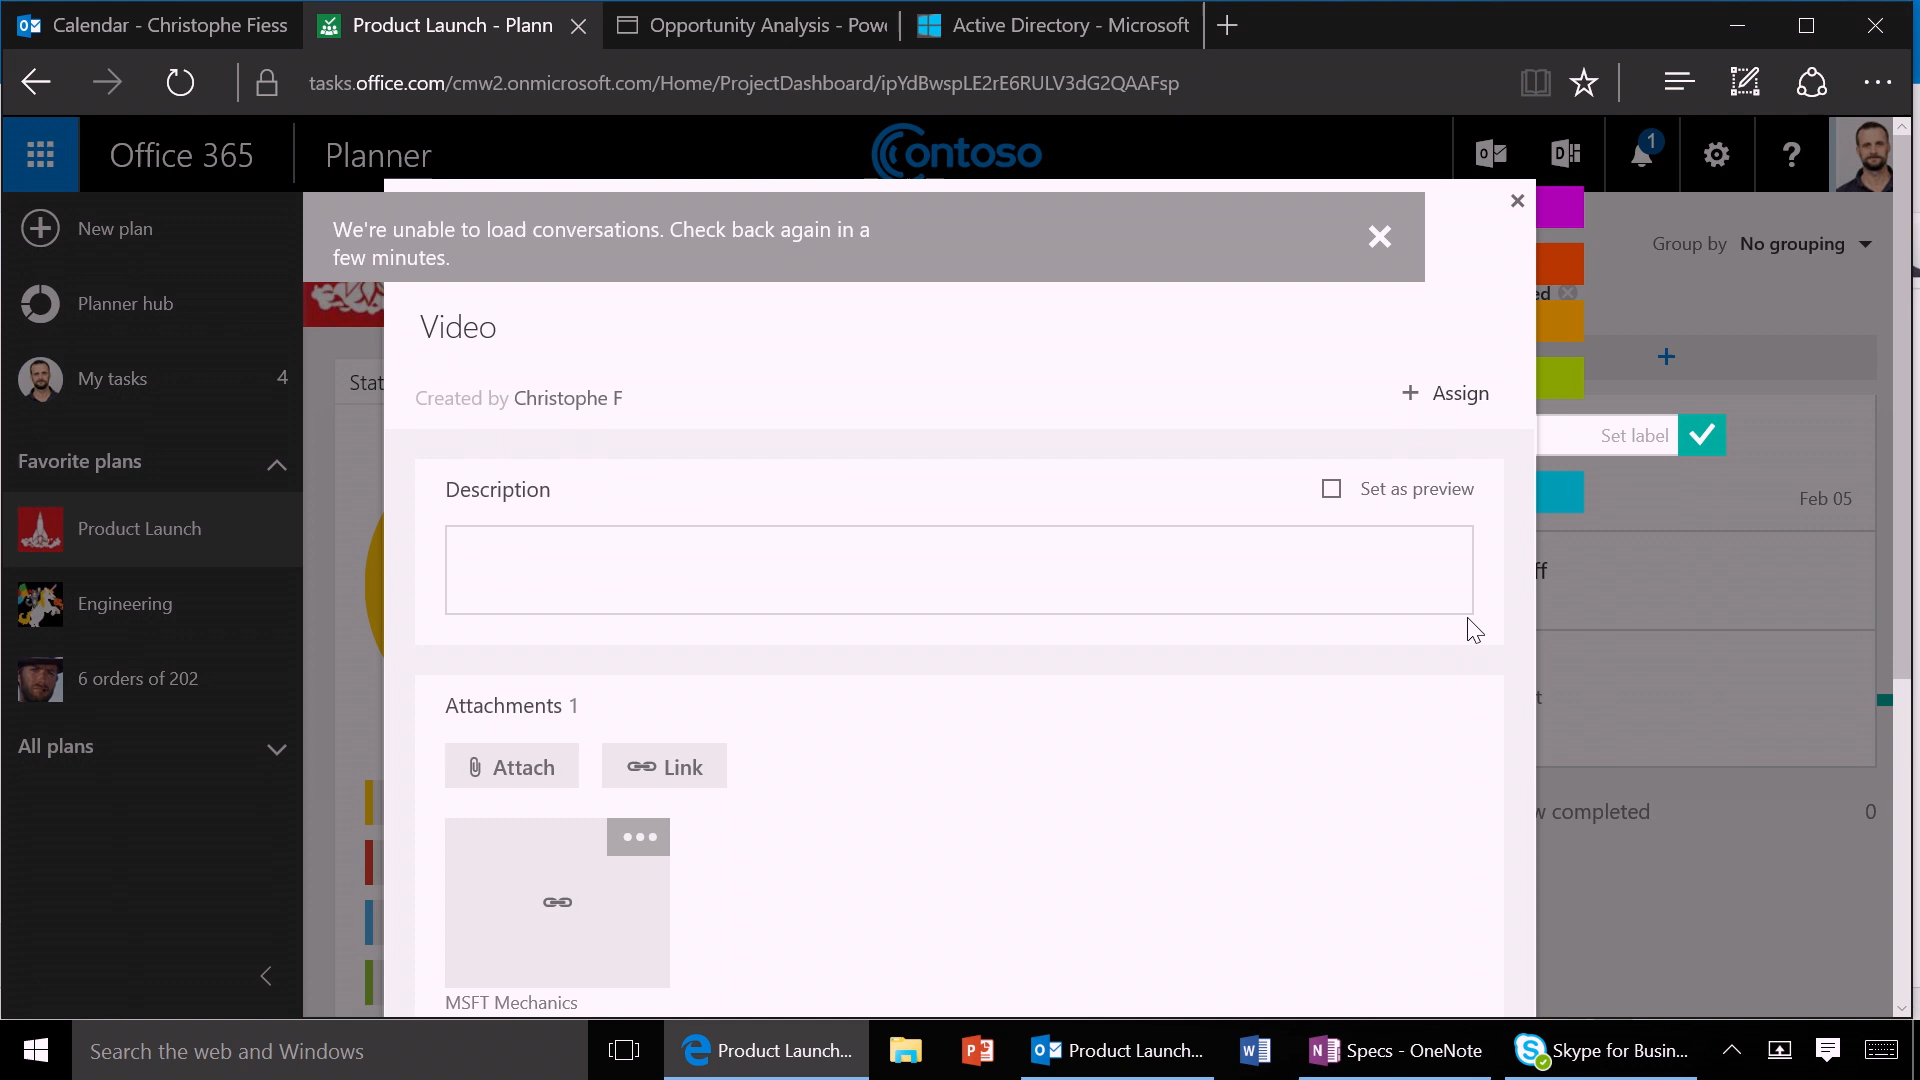 Calendar - Christophe Fiess
Product Launch - Plann
Opportunity Analysis - Powe
Active Directory - Microsoft
tasks.office.com/cmw2.onmicrosoft.com/Home/ProjectDashboard/ipYdBwspLE2rE6RULV3dG2QAAFsp
Office 365
Planner
Contoso
1
New plan
Planner hub
My tasks 4
Favorite plans
Product Launch
Engineering
6 orders of 202
All plans
We're unable to load conversations. Check back again in a
few minutes.
Group by No grouping
ed
Stat
Video
Created by Christophe F
+ Assign
Set label
Description
Set as preview
Feb 05
ff
Attachments 1
t
Attach
Link
w completed 0
MSFT Mechanics
Search the web and Windows
Product Launch...
Product Launch...
Specs - OneNote
Skype for Busin...